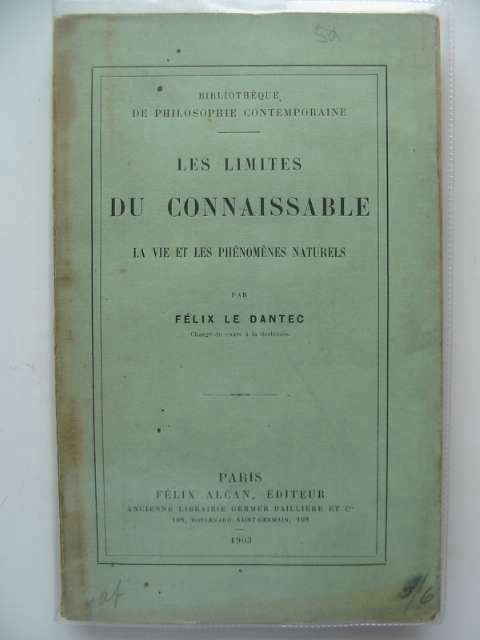 BIBLIOTHÈQUE
DE PHILOSOPHIE CONTEMPORAINE
LES LIMITES
DU CONNAISSABLE
LA VIE ET LES PHÉNOMÈNES NATURELS
PAR
FÉLIX LE DANTEC
Chargé de cours à la Sorbonne.
PARIS
FÉLIX ALCAN, ÉDITEUR
ANCIENNE LIBRAIRIE GERMER BAILLIÈRE ET Cie
108, BOULEVARD SAINT-GERMAIN, 108
1903